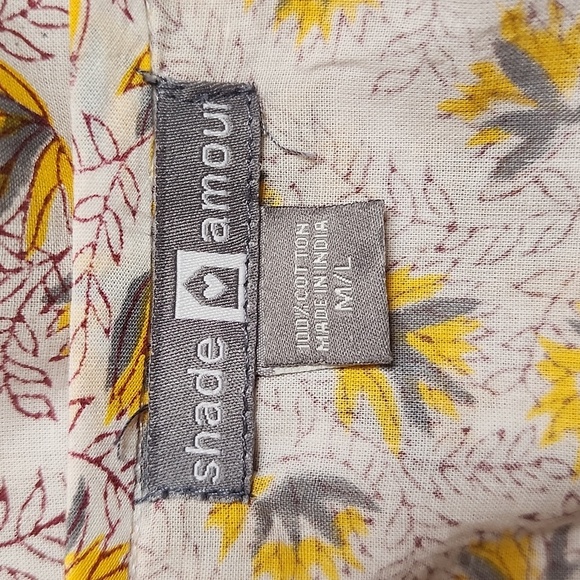 shade amour
100% COTTON
MADE IN INDIA
M/L